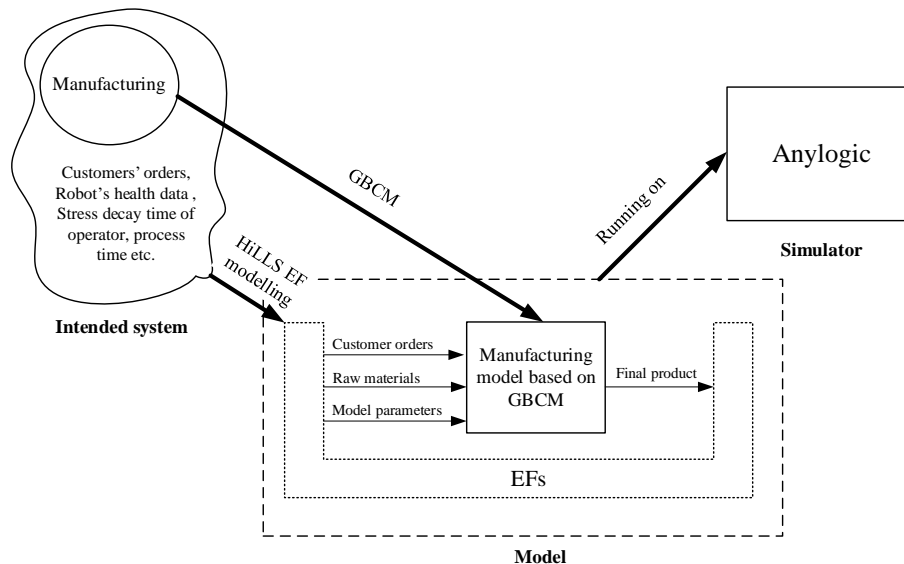 Manufacturing
Customers' orders,
Robot's health data ,
Stress decay time of
operator, process
time etc.
Intended system
GBCM
HiLLS EF
modelling
Running on
Anylogic
Simulator
Customer orders
Raw materials
Model parameters
Manufacturing
model based on
GBCM
Final product
EFs
Model